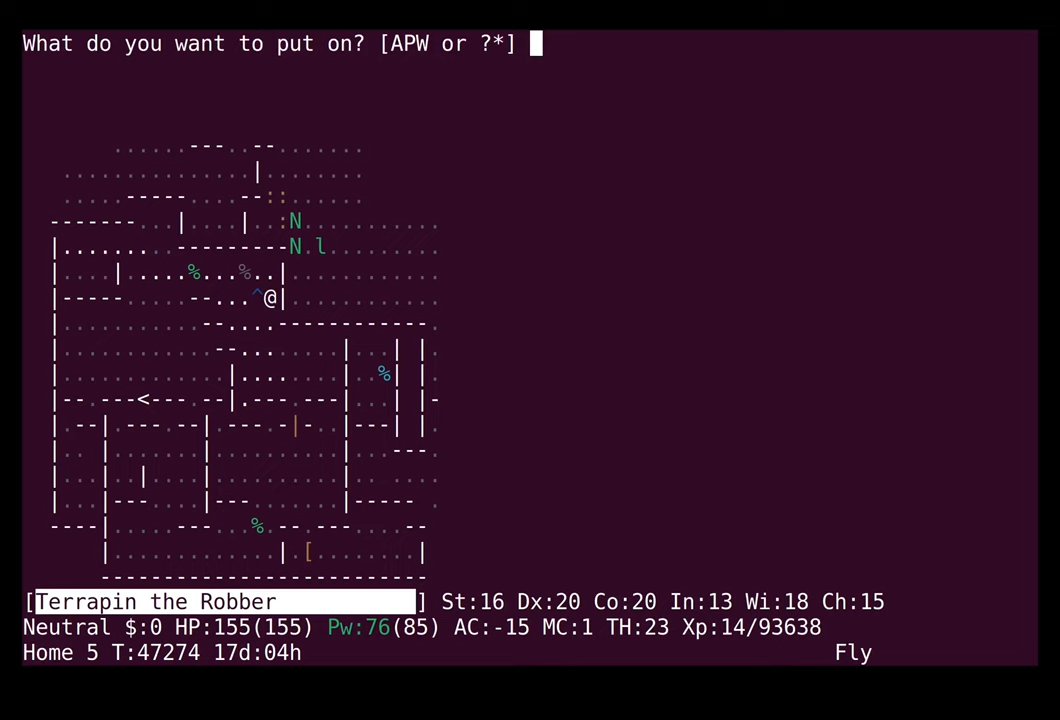 What do you want to put on? [APW or ?*]
......---..--.......
...............|........
.....-----....--::......
-------...|....|..:N...........
|.........---------N.l.........
|....|.....%...%..|............
|-----......--...^@|............
|...........--....------------.
|............--........|...| |.
|.............|........|..%| |.
|--.---<---.--|.---.---|...| |-
|.--|.---.--|.---.-|-..|---| |.
|.. |.......|..........|...---.
|...|..|....|..........|.......
|...|---....|---.......|----- .
----|.....---...%.--.---....--
|.............|.[........|
--------------------------
[Terrapin the Robber] St:16 Dx:20 Co:20 In:13 Wi:18 Ch:15
Neutral $:0 HP:155(155) Pw:76(85) AC:-15 MC:1 TH:23 Xp:14/93638
Home 5 T:47274 17d:04h Fly